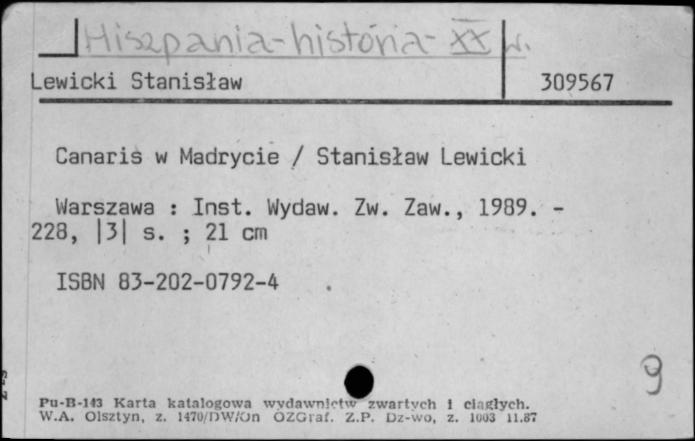 Hiszpania-historia-XX w.
Lewicki Stanisław 309567
Canaris w Madrycie / Stanisław Lewicki
Warszawa : Inst. Wydaw. Zw. Zaw., 1989. -
228, |3| s. ; 21 cm
ISBN 83-202-0792-4
9
Pu-B-143 Karta katalogowa wydawnictw zwartych i ciągłych.
W.A. Olsztyn, z. 1470/DW/On OZGraf. Z.P. Dz-wo, z. 1003 11.87